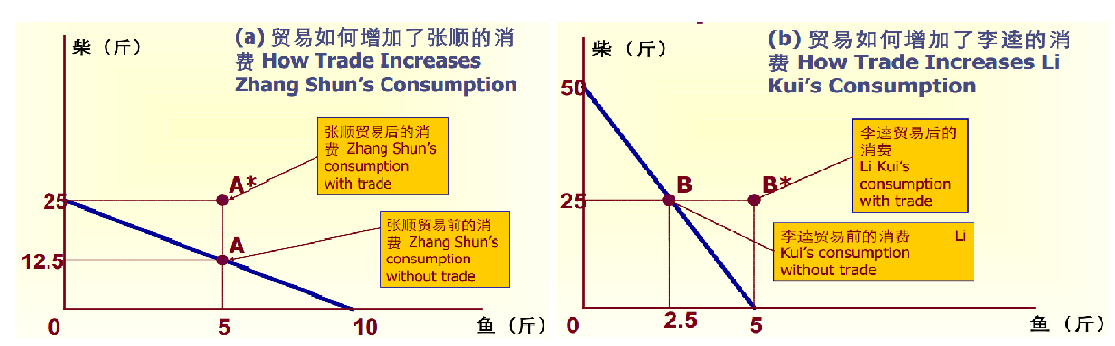 柴（斤）
(a) 贸易如何增加了张顺的消
费 How Trade Increases
Zhang Shun's Consumption
张顺贸易后的消
费 Zhang Shun's
consumption
with trade
A*
25
张顺贸易前的消
费 Zhang Shun's
consumption
without trade
A
12.5
0
5
10
鱼（斤）
柴（斤）
(b) 贸易如何增加了李逵的消
费 How Trade Increases Li
Kui's Consumption
50
李逵贸易后的
消费
Li Kui's
consumption
with trade
B
B*
25
李逵贸易前的消费 Li
Kui's consumption
without trade
0
2.5
5
鱼（斤）